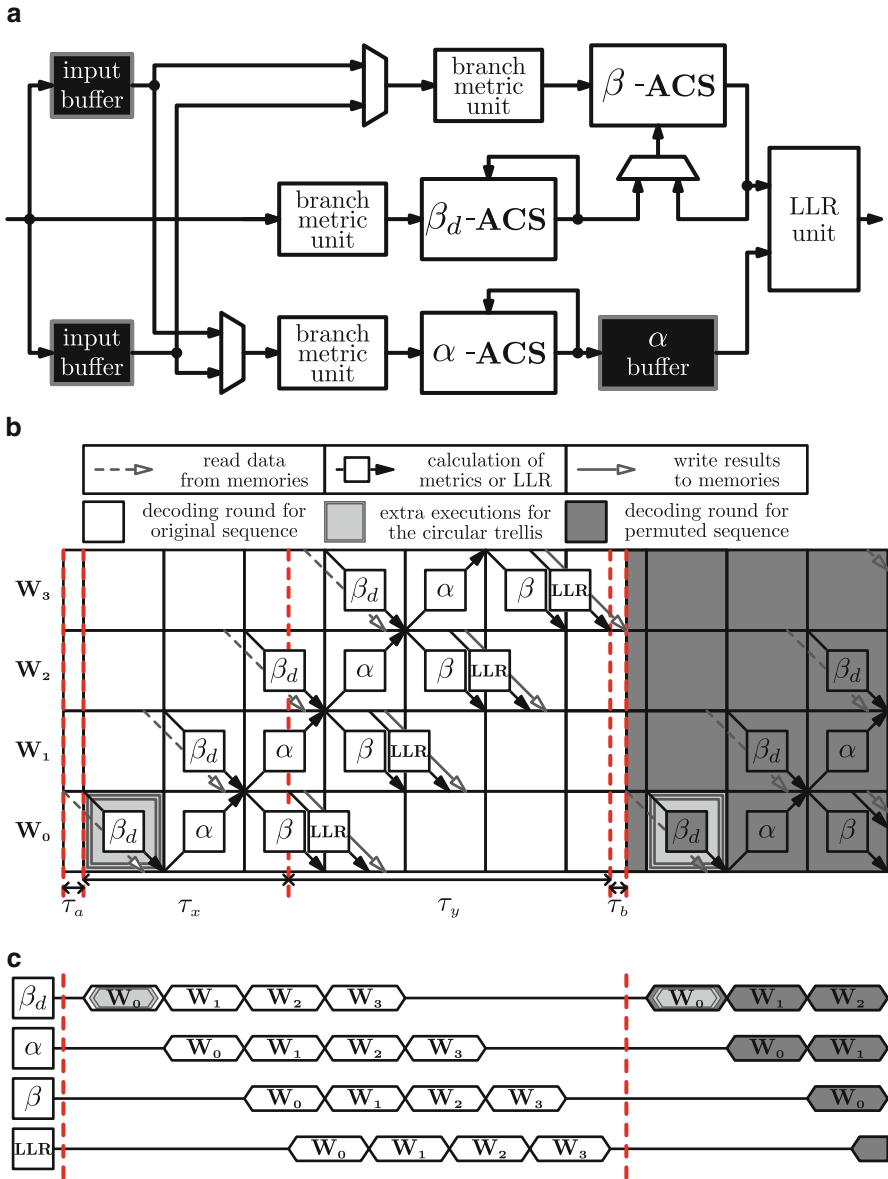 a
input
buffer
branch
metric
unit
β -ACS
branch
metric
unit
β_d-ACS
LLR
unit
input
buffer
branch
metric
unit
α -ACS
α
buffer
b
read data
from memories
calculation of
metrics or LLR
write results
to memories
decoding round for
original sequence
extra executions for
the circular trellis
decoding round for
permuted sequence
W₃ β_d α β LLR
W₂ β_d α β LLR β_d
W₁ β_d α β LLR β_d α
W₀ β_d α β LLR β_d α β
τ_a τ_x τ_y τ_b
c
β_d W₀ W₁ W₂ W₃ W₀ W₁ W₂
α W₀ W₁ W₂ W₃ W₀ W₁
β W₀ W₁ W₂ W₃ W₀
LLR W₀ W₁ W₂ W₃